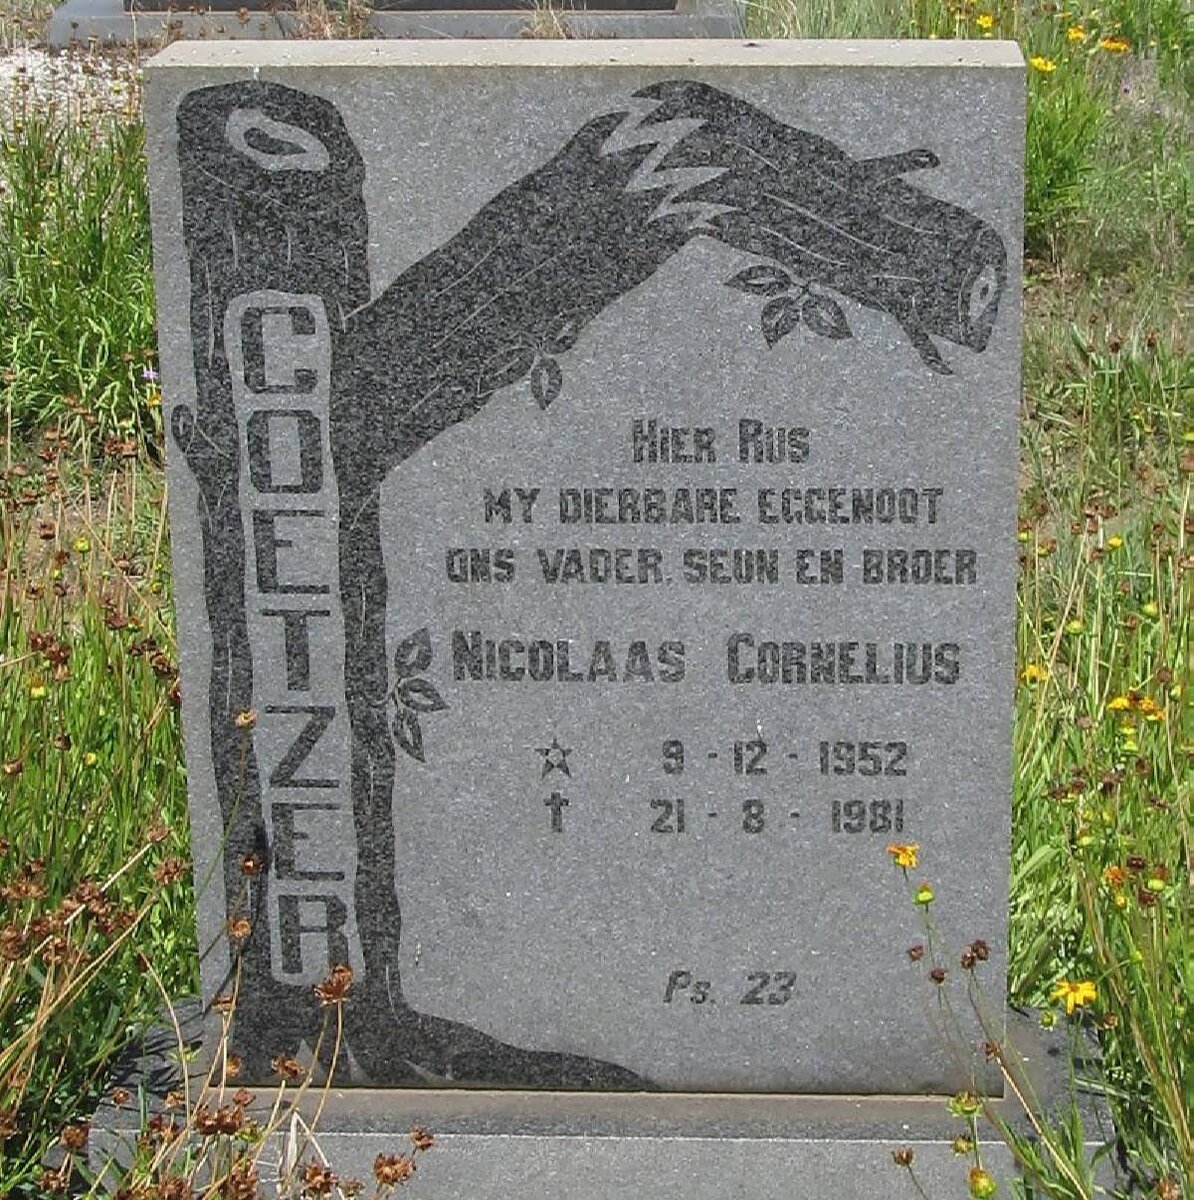 COETZER
HIER RUS
MY DIERBARE EGGENOOT
ONS VADER, SEUN EN BROER
NICOLAAS CORNELIUS
☆ 9 - 12 - 1952
✝ 21 - 8 - 1981
Ps. 23